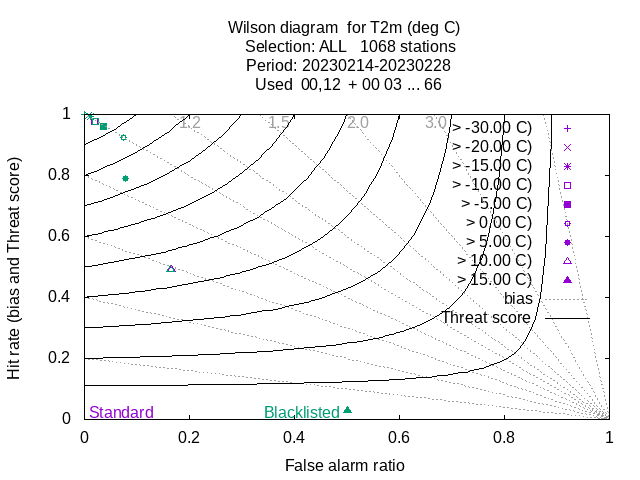 Wilson diagram  for T2m (deg C)
Selection: ALL   1068 stations
Period: 20230214-20230228
Used  00,12  + 00 03 ... 66
Hit rate (bias and Threat score)
1
0.8
0.6
0.4
0.2
0
1.2
1.5
2.0
3.0
> -30.00 C)
> -20.00 C)
> -15.00 C)
> -10.00 C)
> -5.00 C)
> 0.00 C)
> 5.00 C)
> 10.00 C)
> 15.00 C)
bias
Threat score
Standard
Blacklisted
0 0.2 0.4 0.6 0.8 1
False alarm ratio